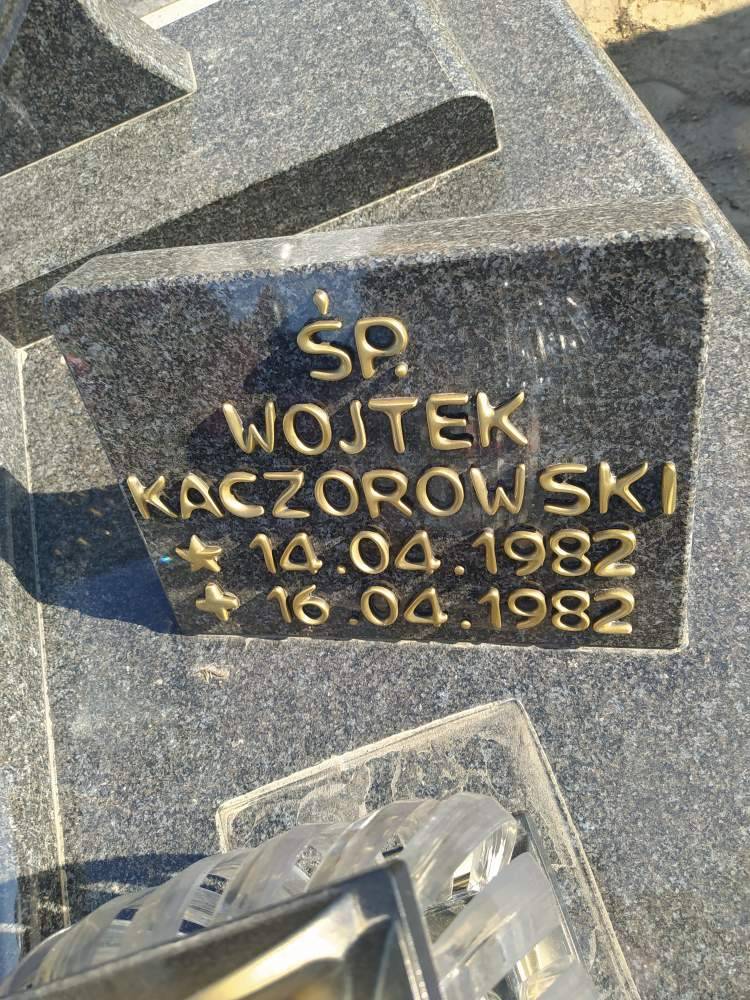 ŚP.
WOJTEK
KACZOROWSKI
★ 14.04.1982
✝ 16.04.1982